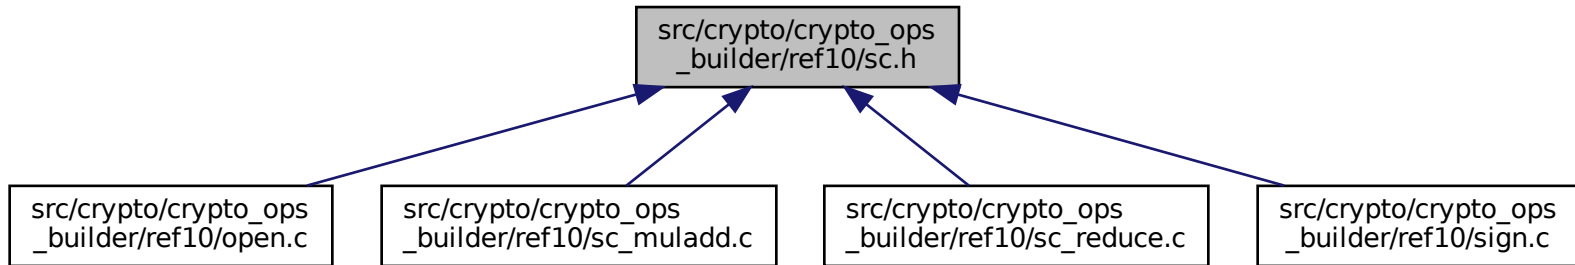 src/crypto/crypto_ops
_builder/ref10/sc.h
src/crypto/crypto_ops
_builder/ref10/open.c
src/crypto/crypto_ops
_builder/ref10/sc_muladd.c
src/crypto/crypto_ops
_builder/ref10/sc_reduce.c
src/crypto/crypto_ops
_builder/ref10/sign.c